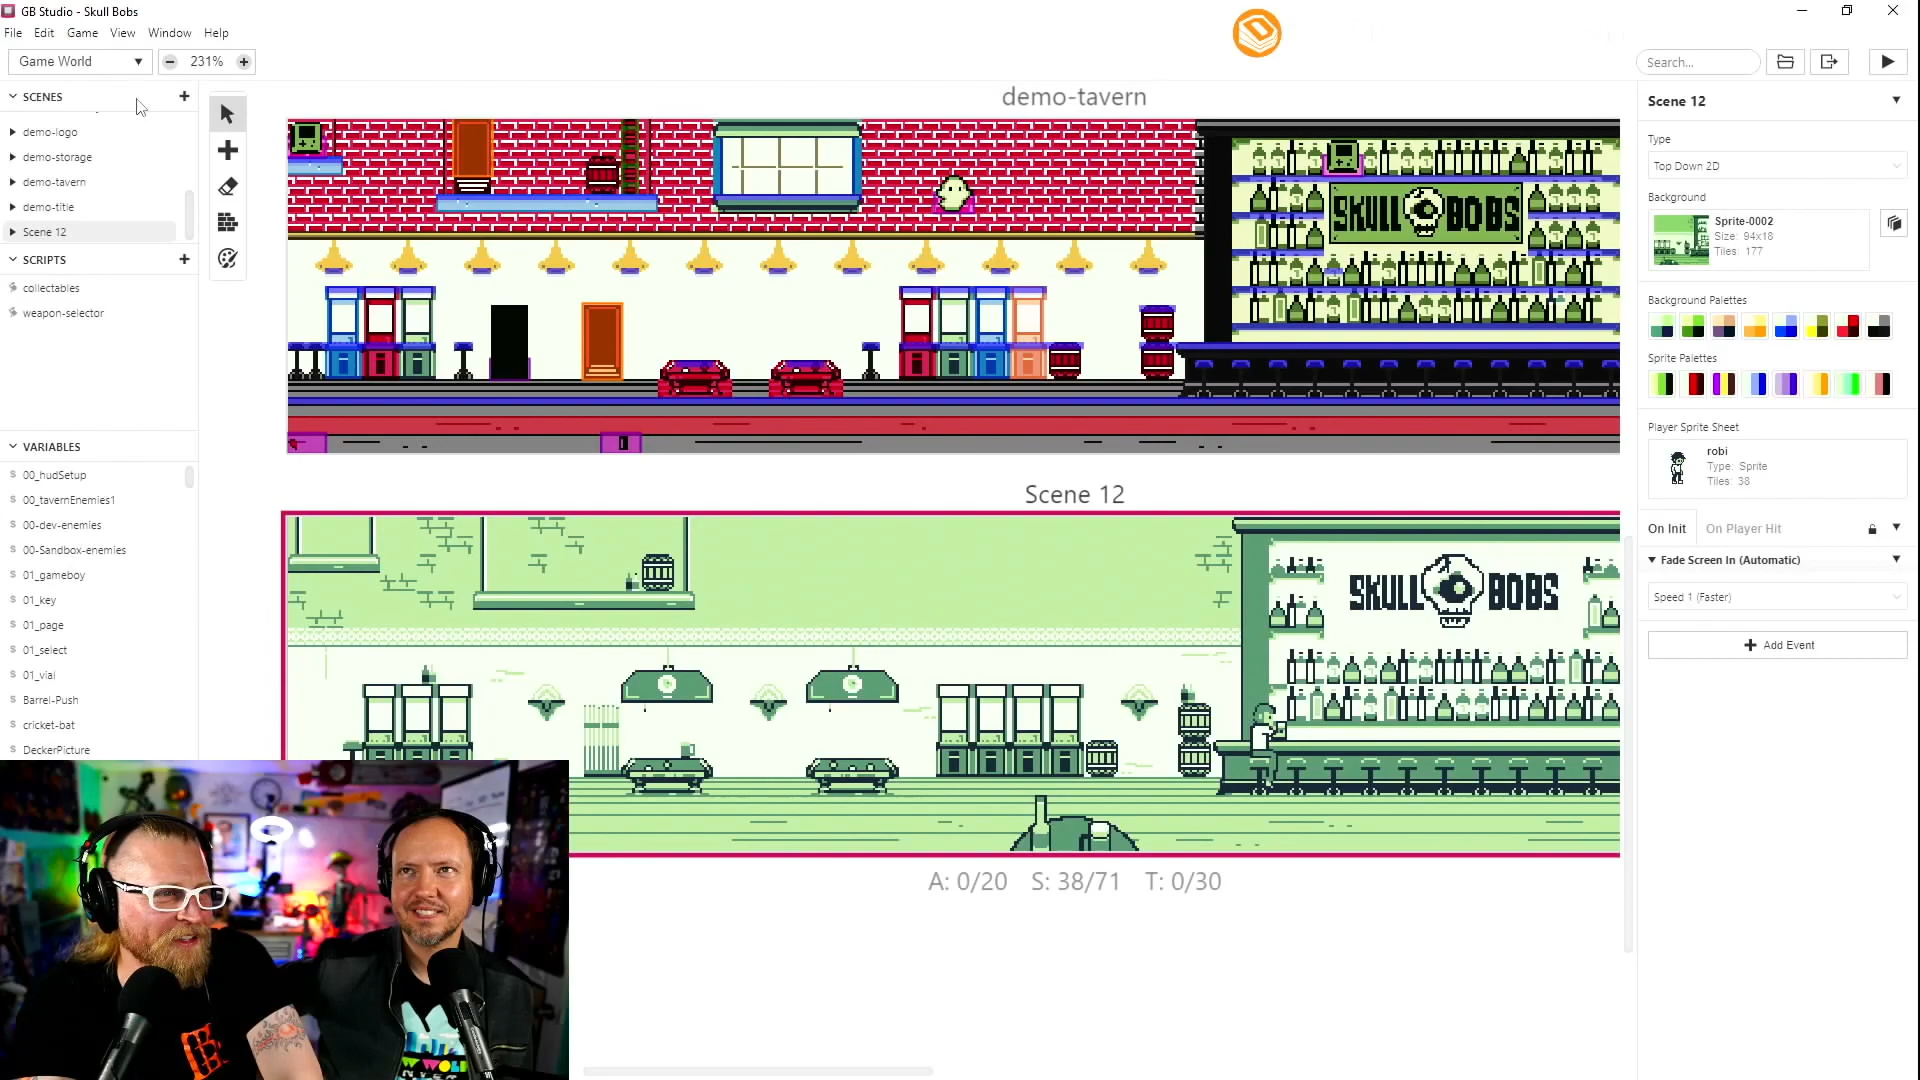 GB Studio - Skull Bobs
File Edit Game View Window Help
Game World
231%
Search...
SCENES
demo-logo
demo-storage
demo-tavern
demo-title
Scene 12
SCRIPTS
collectables
weapon-selector
VARIABLES
$ 00_hudSetup
$ 00_tavernEnemies1
$ 00-dev-enemies
$ 00-Sandbox-enemies
$ 01_gameboy
$ 01_key
$ 01_page
$ 01_select
$ 01_vial
$ Barrel-Push
$ cricket-bat
$ DeckerPicture
demo-tavern
SKULL BOBS
Scene 12
SKULL BOBS
A: 0/20 S: 38/71 T: 0/30
Scene 12
Type
Top Down 2D
Background
Sprite-0002
Size: 94x18
Tiles: 177
Background Palettes
Sprite Palettes
Player Sprite Sheet
robi
Type: Sprite
Tiles: 38
On Init On Player Hit
Fade Screen In (Automatic)
Speed 1 (Faster)
Add Event